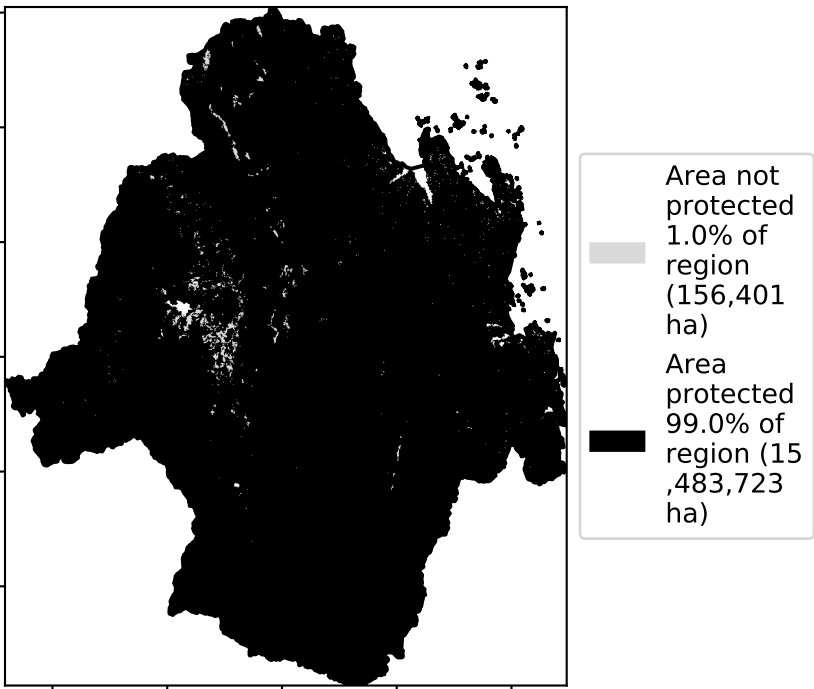 Area not
protected
1.0% of
region
(156,401
ha)
Area
protected
99.0% of
region (15
,483,723
ha)